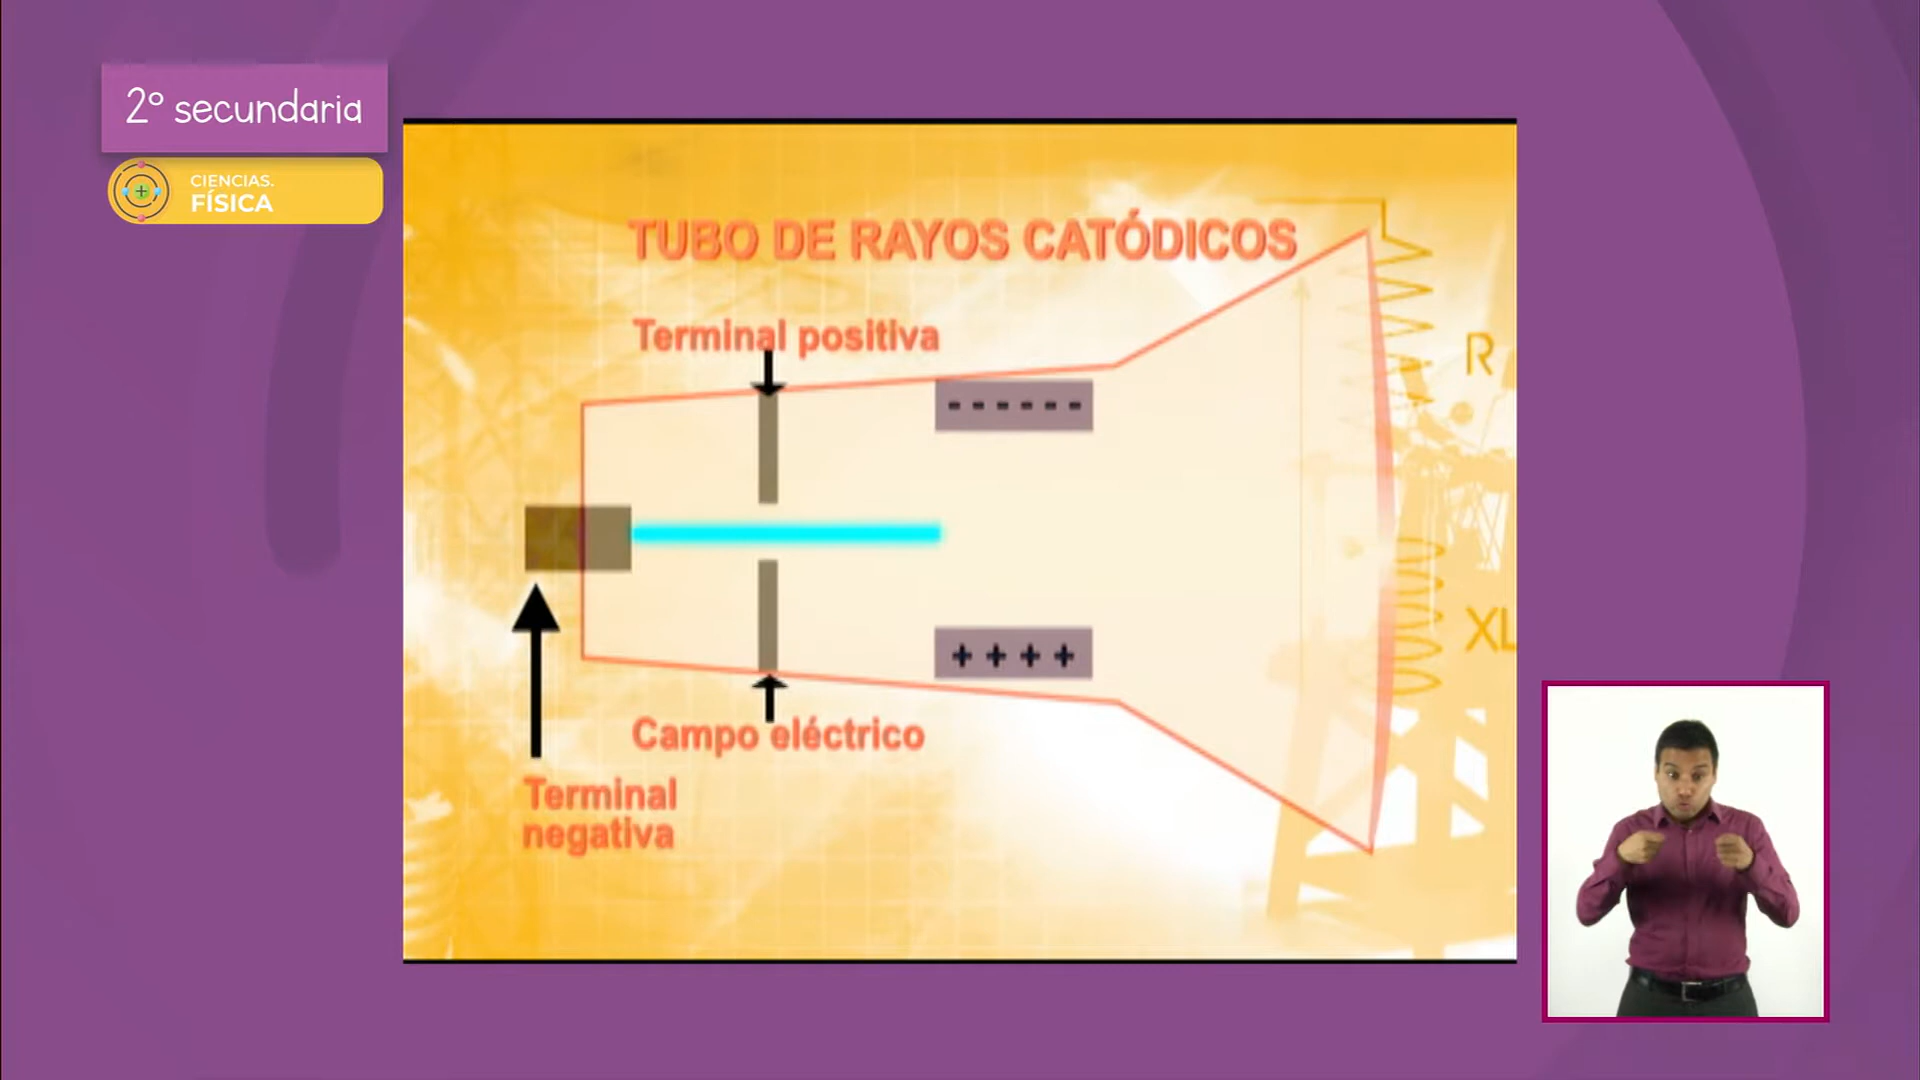 2° secundaria
CIENCIAS.
FÍSICA
TUBO DE RAYOS CATÓDICOS
Terminal positiva
- - - - - -
R
+ + + +
XL
Campo eléctrico
Terminal
negativa